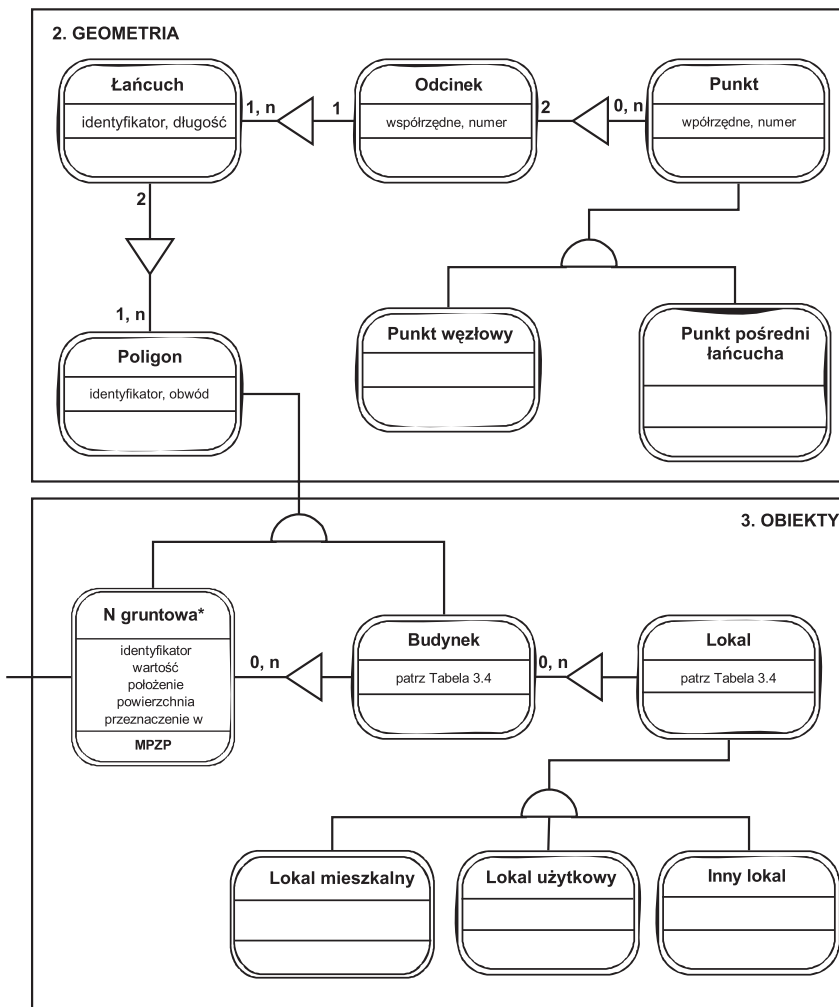 2. GEOMETRIA
Łańcuch
identyfikator, długość
1, n
1
Odcinek
współrzędne, numer
2
0, n
Punkt
wpółrzędne, numer
2
1, n
Poligon
identyfikator, obwód
Punkt węzłowy
Punkt pośredni
łańcucha
3. OBIEKTY
N gruntowa*
identyfikator
wartość
położenie
powierzchnia
przeznaczenie w
MPZP
0, n
Budynek
patrz Tabela 3.4
0, n
Lokal
patrz Tabela 3.4
Lokal mieszkalny
Lokal użytkowy
Inny lokal